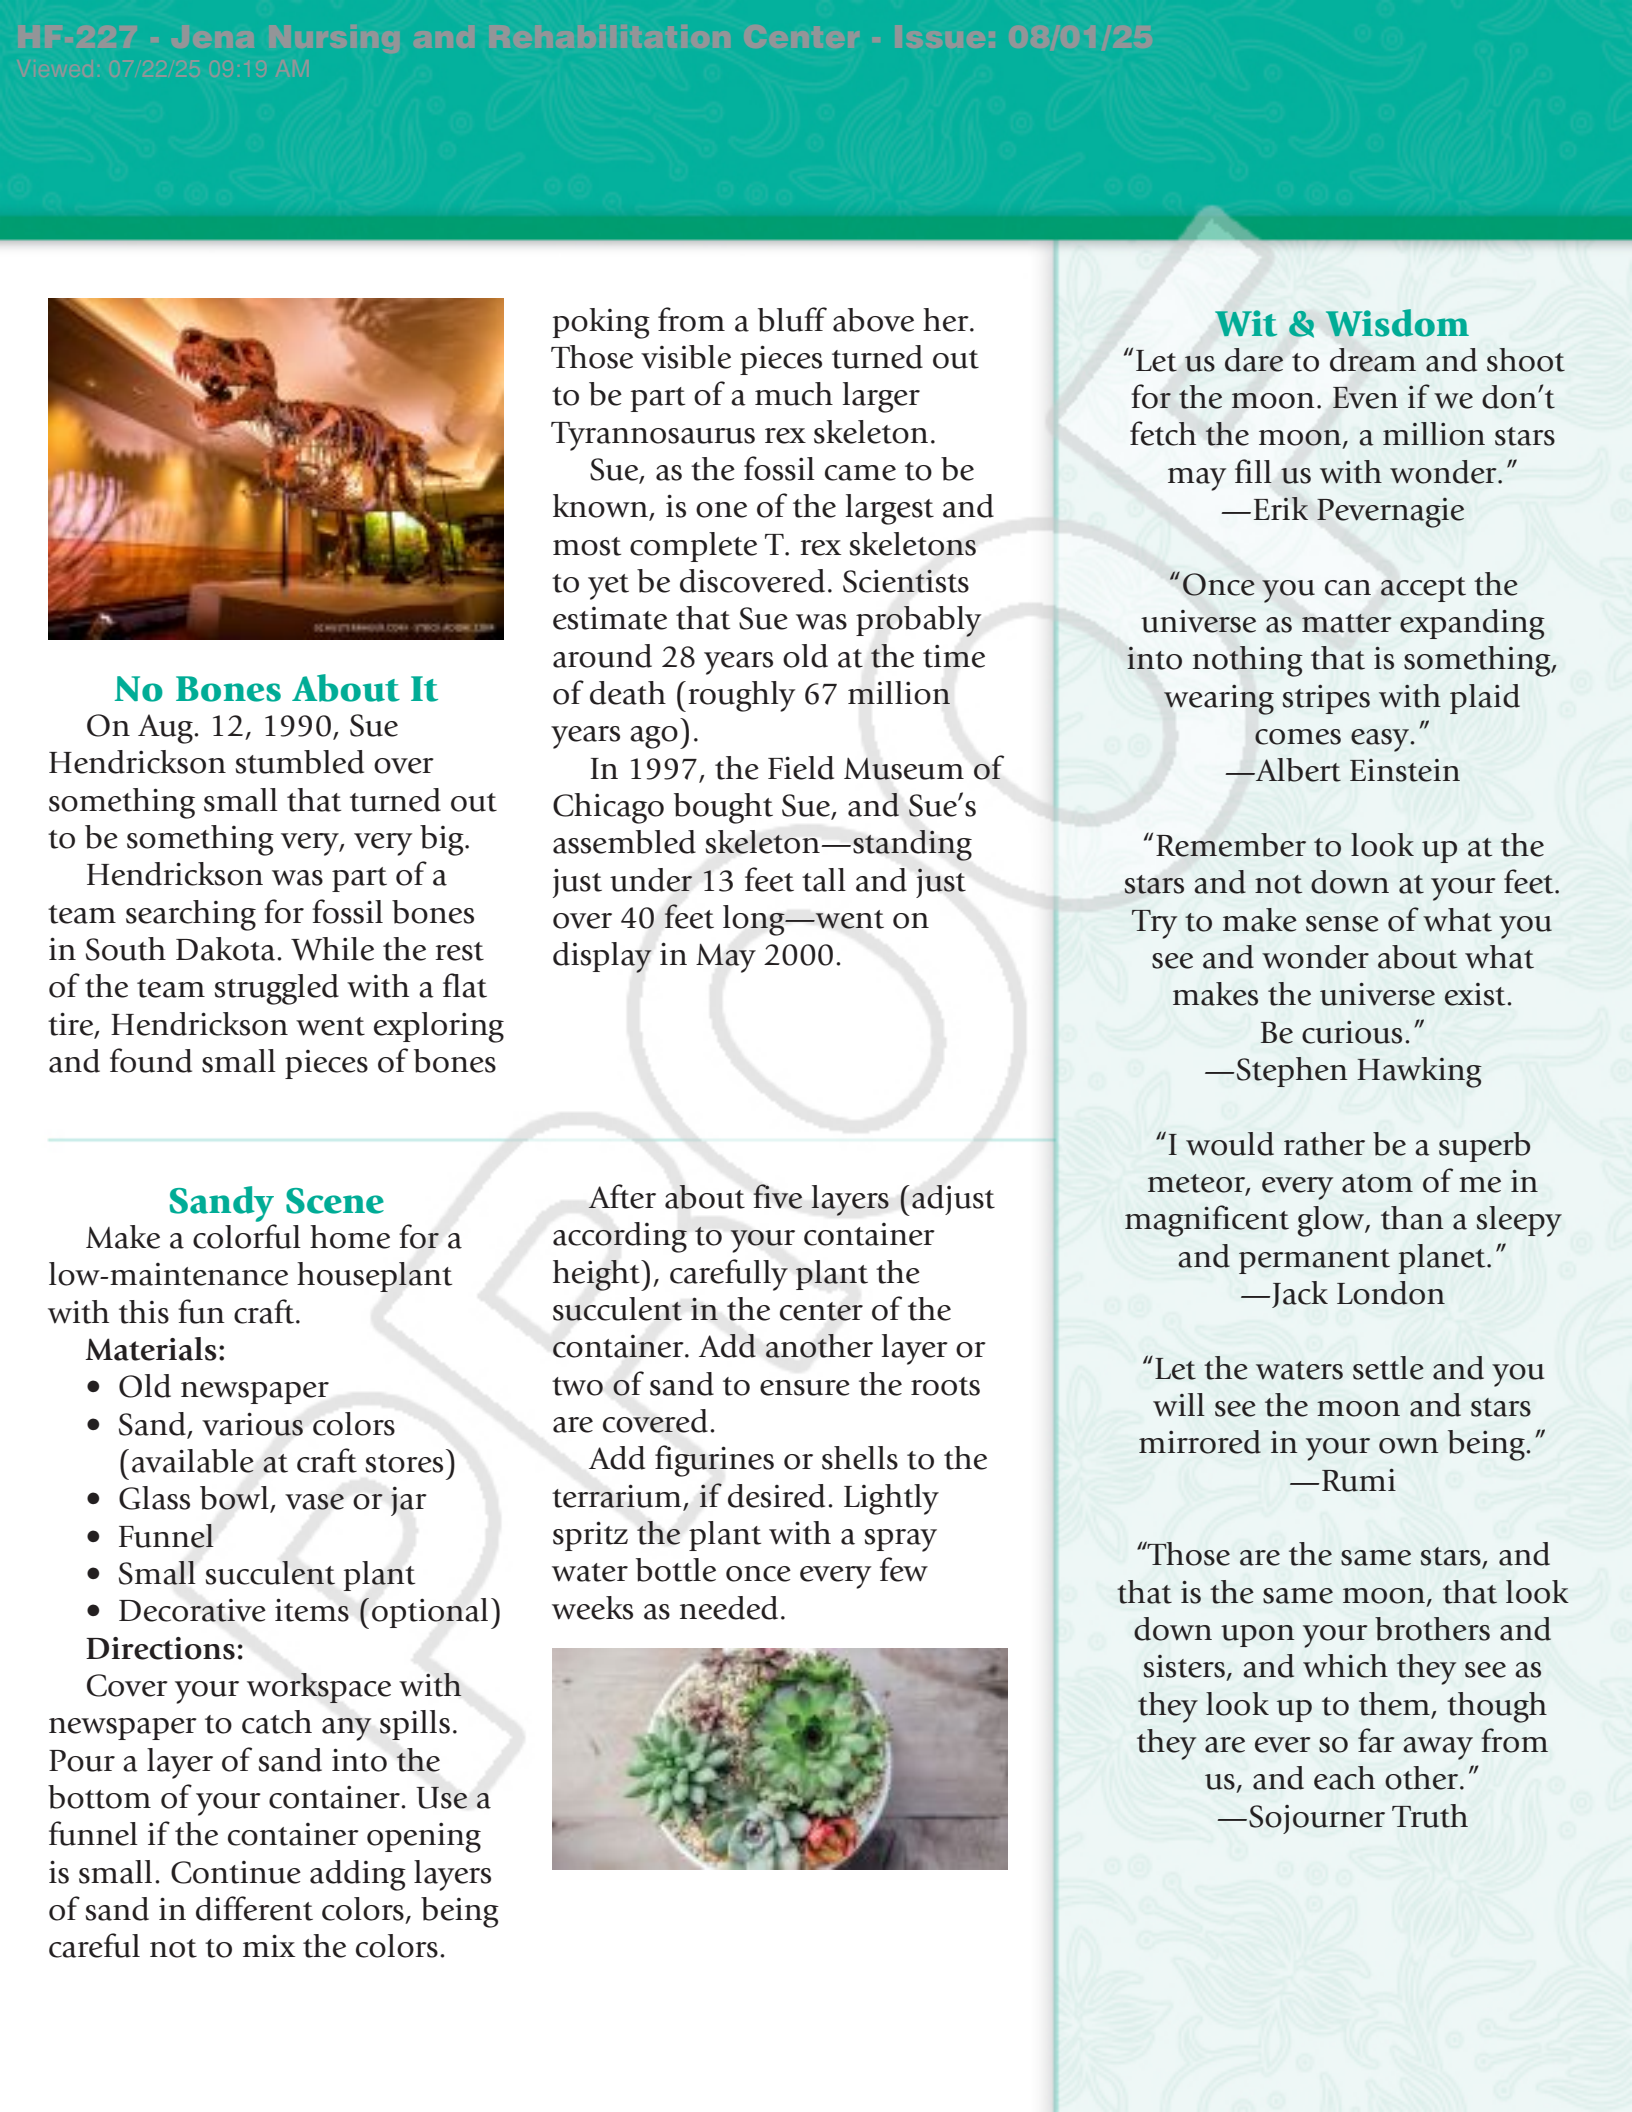 HF-227 - Jena Nursing and Rehabilitation Center - Issue: 08/01/25
Viewed: 07/22/25 09:19 AM
No Bones About It
On Aug. 12, 1990, Sue
Hendrickson stumbled over
something small that turned out
to be something very, very big.
Hendrickson was part of a
team searching for fossil bones
in South Dakota. While the rest
of the team struggled with a flat
tire, Hendrickson went exploring
and found small pieces of bones
poking from a bluff above her.
Those visible pieces turned out
to be part of a much larger
Tyrannosaurus rex skeleton.
Sue, as the fossil came to be
known, is one of the largest and
most complete T. rex skeletons
to yet be discovered. Scientists
estimate that Sue was probably
around 28 years old at the time
of death (roughly 67 million
years ago).
In 1997, the Field Museum of
Chicago bought Sue, and Sue’s
assembled skeleton—standing
just under 13 feet tall and just
over 40 feet long—went on
display in May 2000.
Sandy Scene
Make a colorful home for a
low-maintenance houseplant
with this fun craft.
Materials:
• Old newspaper
• Sand, various colors
(available at craft stores)
• Glass bowl, vase or jar
• Funnel
• Small succulent plant
• Decorative items (optional)
Directions:
Cover your workspace with
newspaper to catch any spills.
Pour a layer of sand into the
bottom of your container. Use a
funnel if the container opening
is small. Continue adding layers
of sand in different colors, being
careful not to mix the colors.
After about five layers (adjust
according to your container
height), carefully plant the
succulent in the center of the
container. Add another layer or
two of sand to ensure the roots
are covered.
Add figurines or shells to the
terrarium, if desired. Lightly
spritz the plant with a spray
water bottle once every few
weeks as needed.
Wit & Wisdom
“Let us dare to dream and shoot
for the moon. Even if we don’t
fetch the moon, a million stars
may fill us with wonder.”
—Erik Pevernagie
“Once you can accept the
universe as matter expanding
into nothing that is something,
wearing stripes with plaid
comes easy.”
—Albert Einstein
“Remember to look up at the
stars and not down at your feet.
Try to make sense of what you
see and wonder about what
makes the universe exist.
Be curious.”
—Stephen Hawking
“I would rather be a superb
meteor, every atom of me in
magnificent glow, than a sleepy
and permanent planet.”
—Jack London
“Let the waters settle and you
will see the moon and stars
mirrored in your own being.”
—Rumi
“Those are the same stars, and
that is the same moon, that look
down upon your brothers and
sisters, and which they see as
they look up to them, though
they are ever so far away from
us, and each other.”
—Sojourner Truth
PROOF